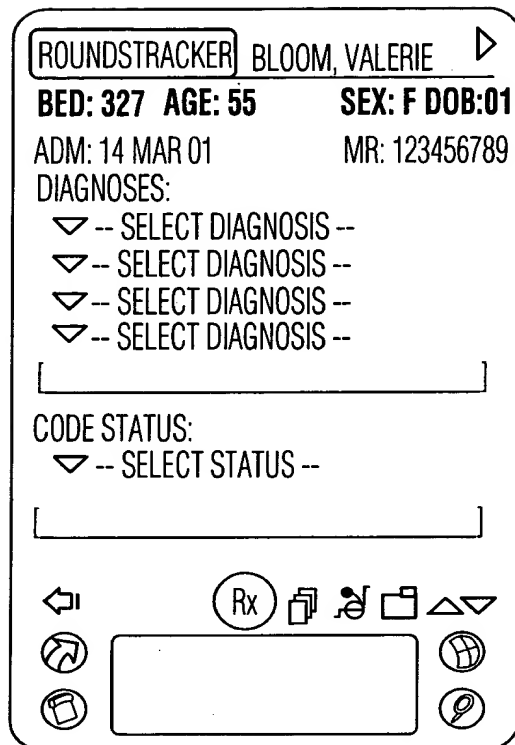 ROUNDSTRACKER BLOOM, VALERIE
BED: 327 AGE: 55 SEX: F DOB:01
ADM: 14 MAR 01 MR: 123456789
DIAGNOSES:
-- SELECT DIAGNOSIS --
-- SELECT DIAGNOSIS --
-- SELECT DIAGNOSIS --
-- SELECT DIAGNOSIS --
CODE STATUS:
-- SELECT STATUS --
Rx